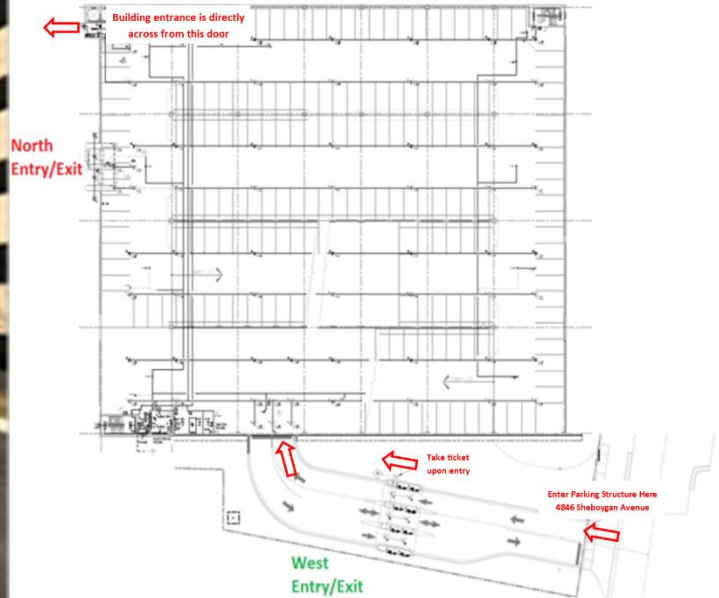 Building entrance is directly
across from this door
North
Entry/Exit
Take ticket
upon entry
Enter Parking Structure Here
4846 Sheboygan Avenue
West
Entry/Exit